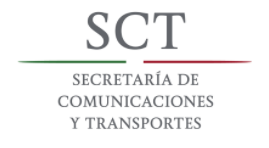 SCT
SECRETARÍA DE
COMUNICACIONES
Y TRANSPORTES